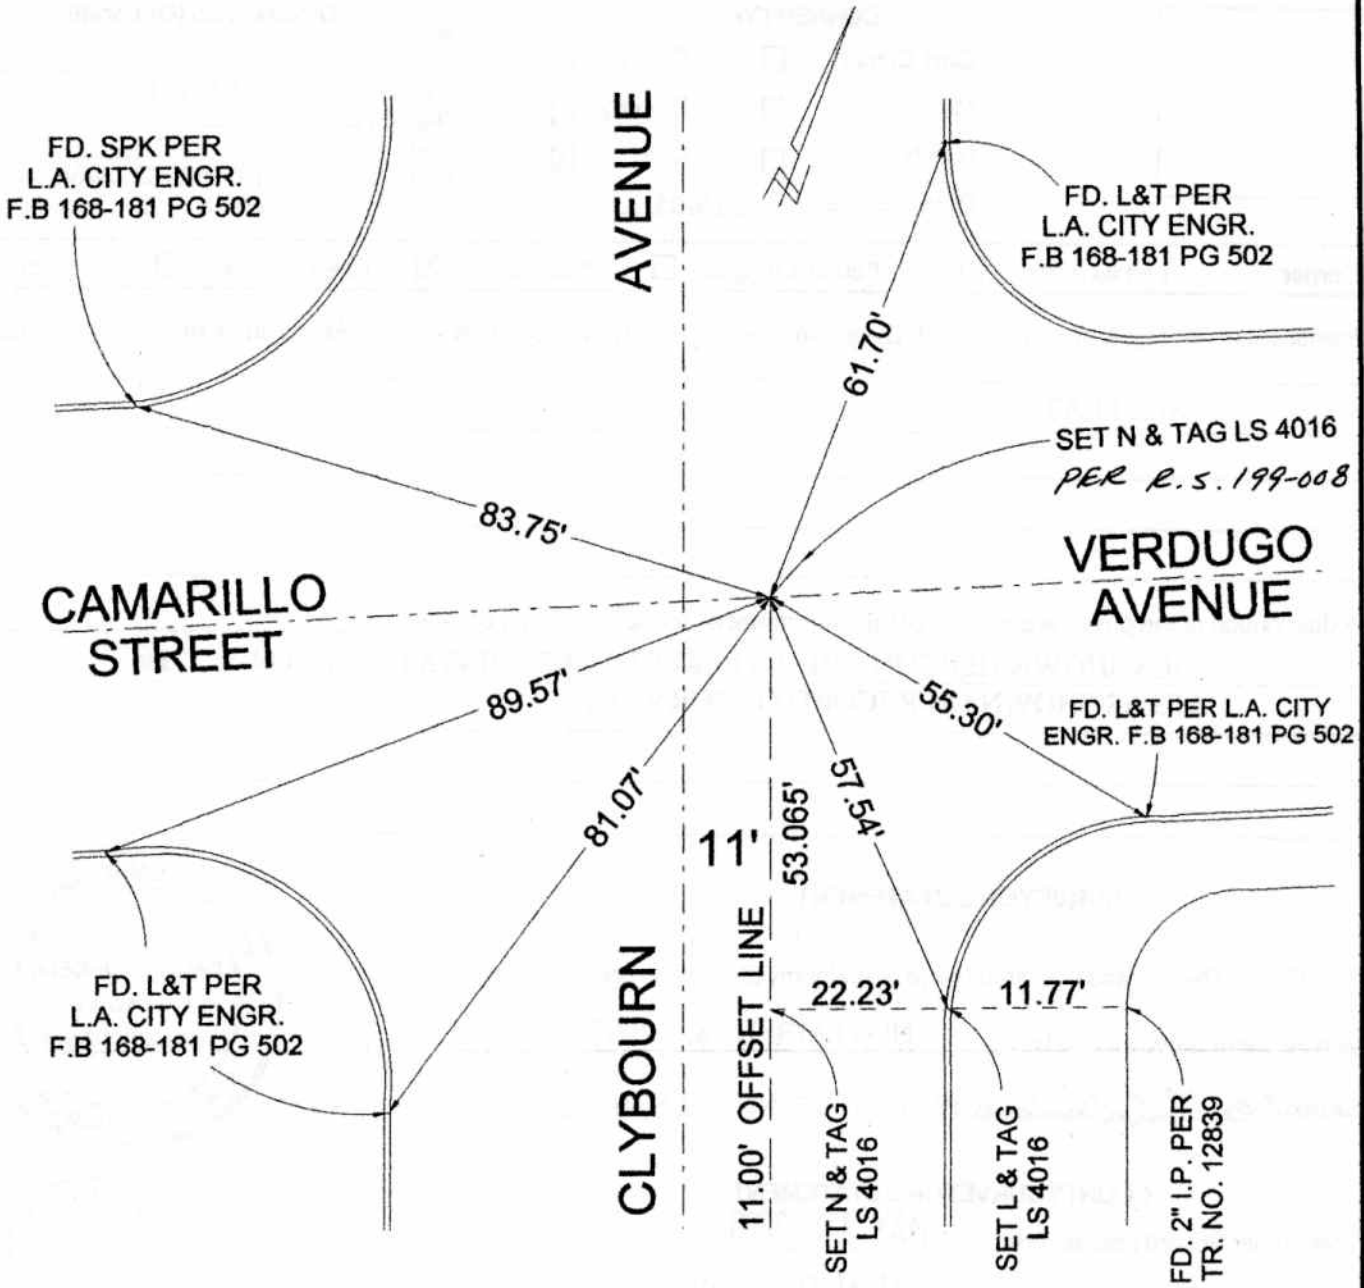 FD. SPK PER
L.A. CITY ENGR.
F.B 168-181 PG 502
AVENUE
FD. L&T PER
L.A. CITY ENGR.
F.B 168-181 PG 502
61.70'
SET N & TAG LS 4016
PER R.S. 199-008
83.75'
VERDUGO
AVENUE
CAMARILLO
STREET
89.57'
55.30'
FD. L&T PER L.A. CITY
ENGR. F.B 168-181 PG 502
81.07'
57.54'
11'
53.065'
FD. L&T PER
L.A. CITY ENGR.
F.B 168-181 PG 502
CLYBOURN
11.00' OFFSET LINE
22.23'
11.77'
SET N & TAG
LS 4016
SET L & TAG
LS 4016
FD. 2" I.P. PER
TR. NO. 12839